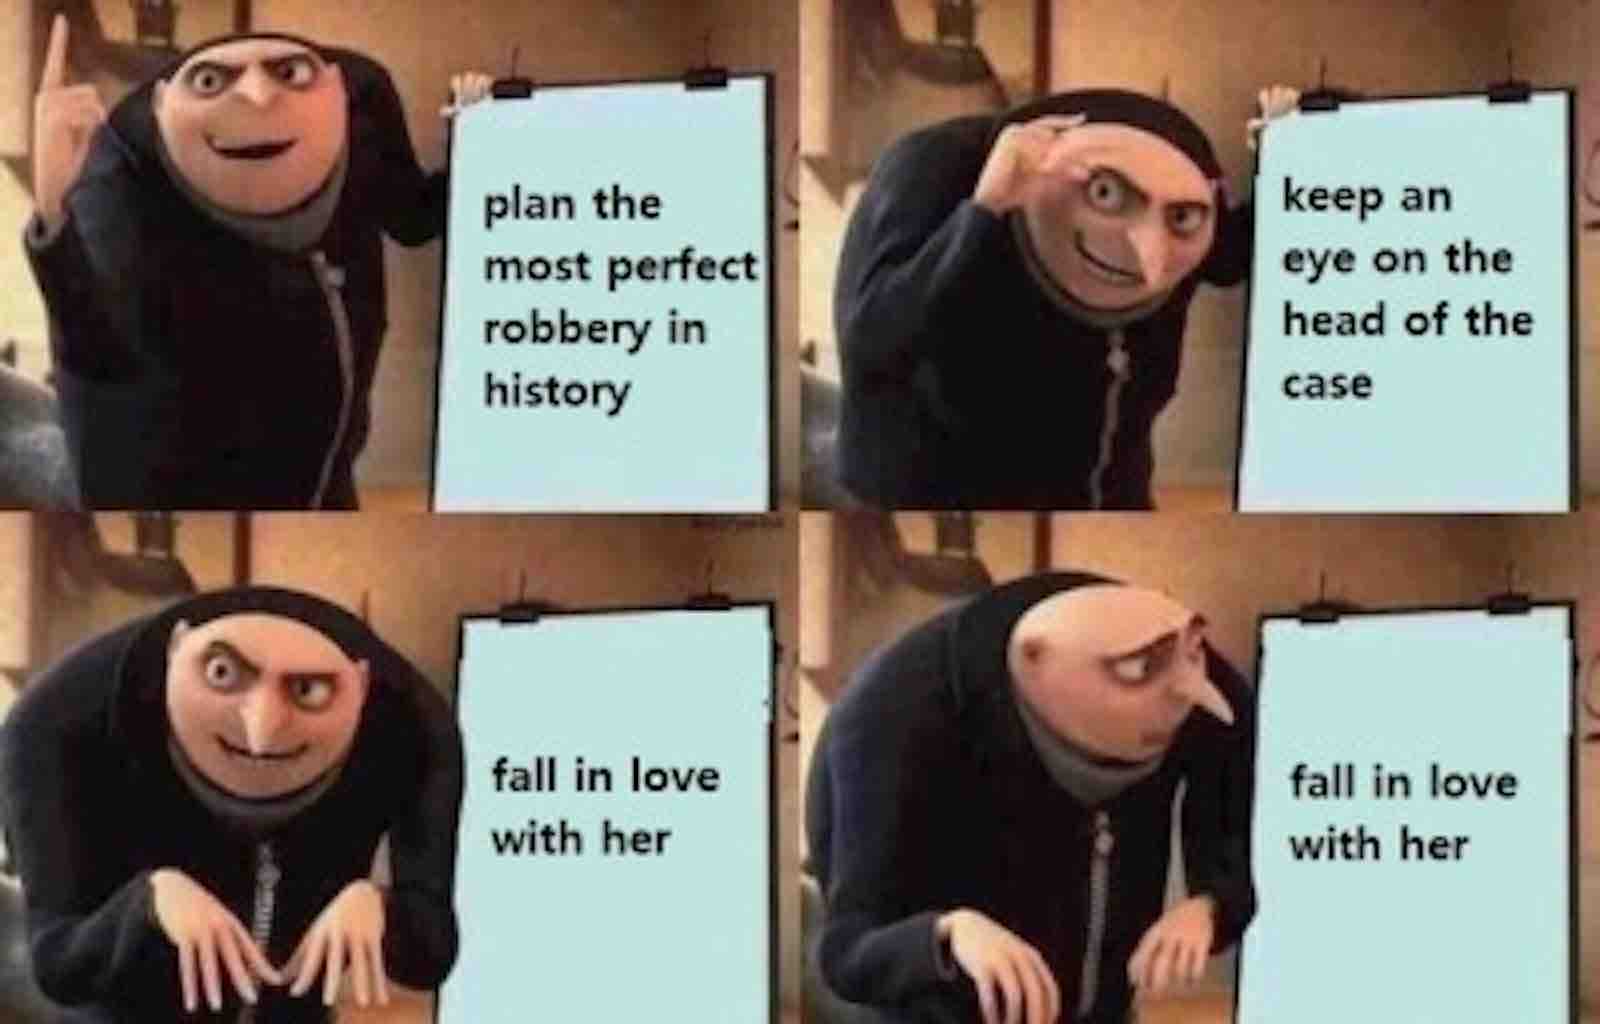 plan the
most perfect
robbery in
history
keep an
eye on the
head of the
case
fall in love
with her
fall in love
with her